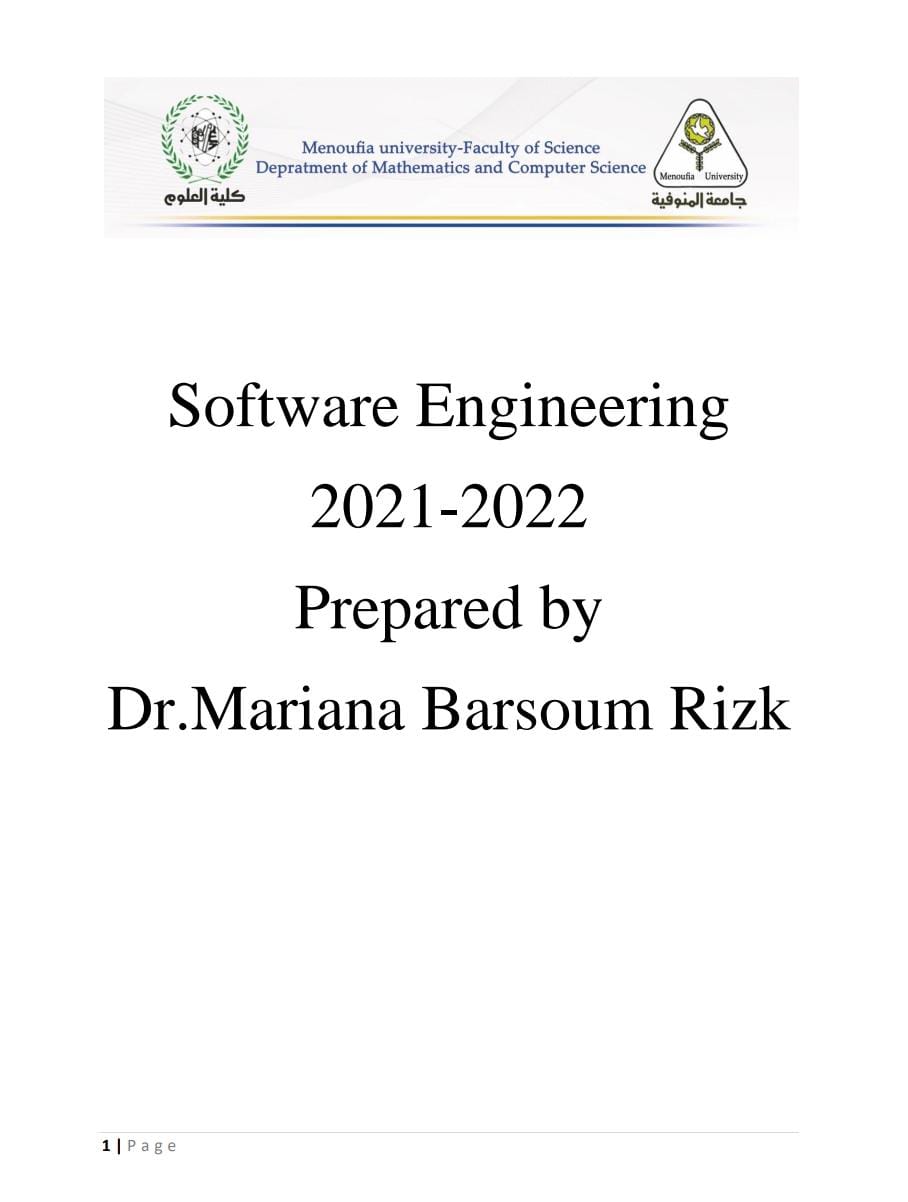 Menoufia university-Faculty of Science
Depratment of Mathematics and Computer Science
كلية العلوم
Menoufia University
جامعة المنوفية
Software Engineering
2021-2022
Prepared by
Dr.Mariana Barsoum Rizk
1 | Page